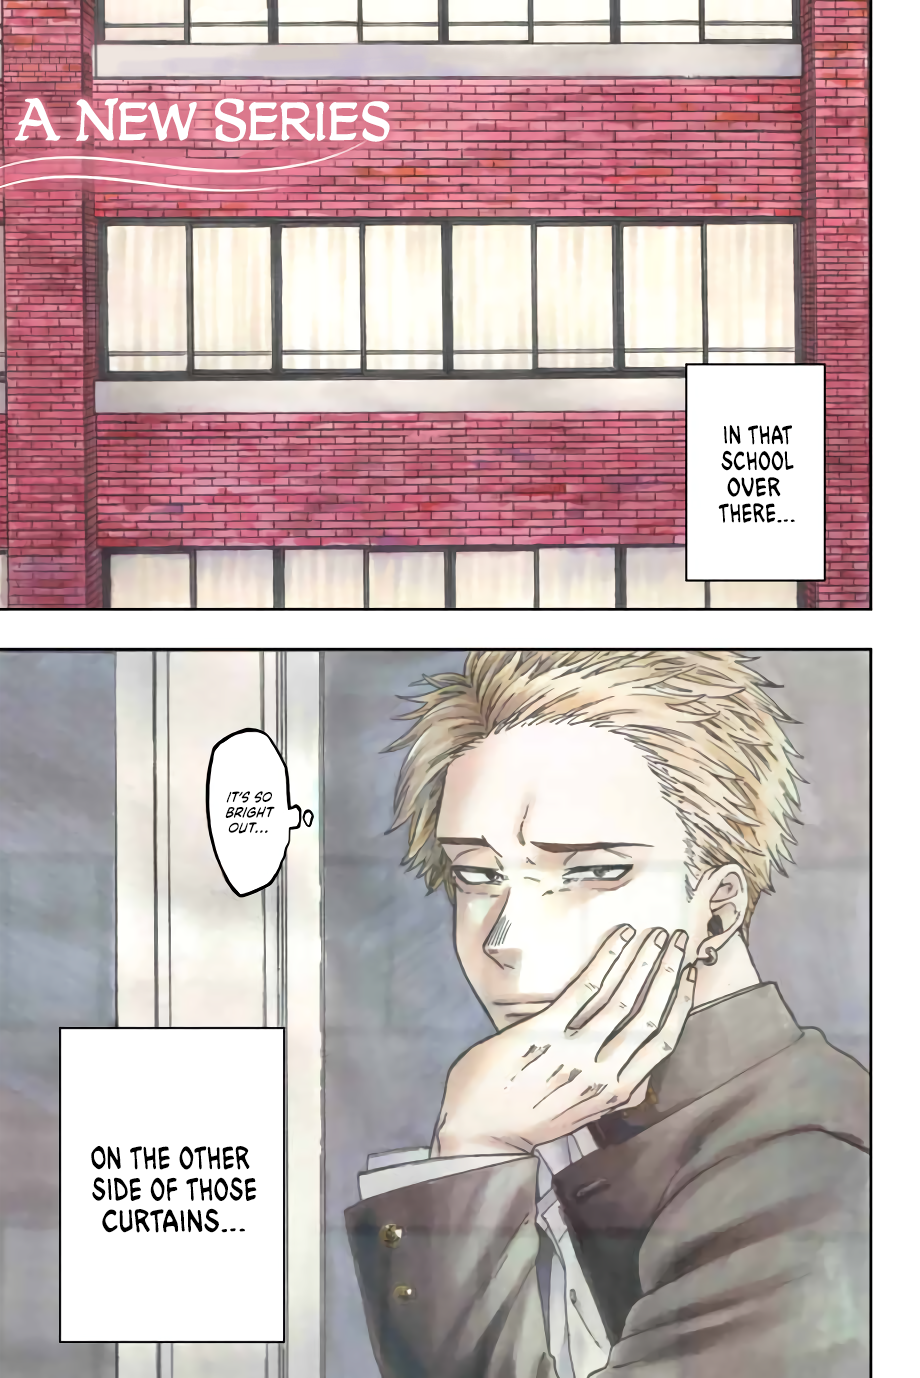 A NEW SERIES
IN THAT
SCHOOL
OVER
THERE...
IT'S SO
BRIGHT
OUT...
ON THE OTHER
SIDE OF THOSE
CURTAINS...